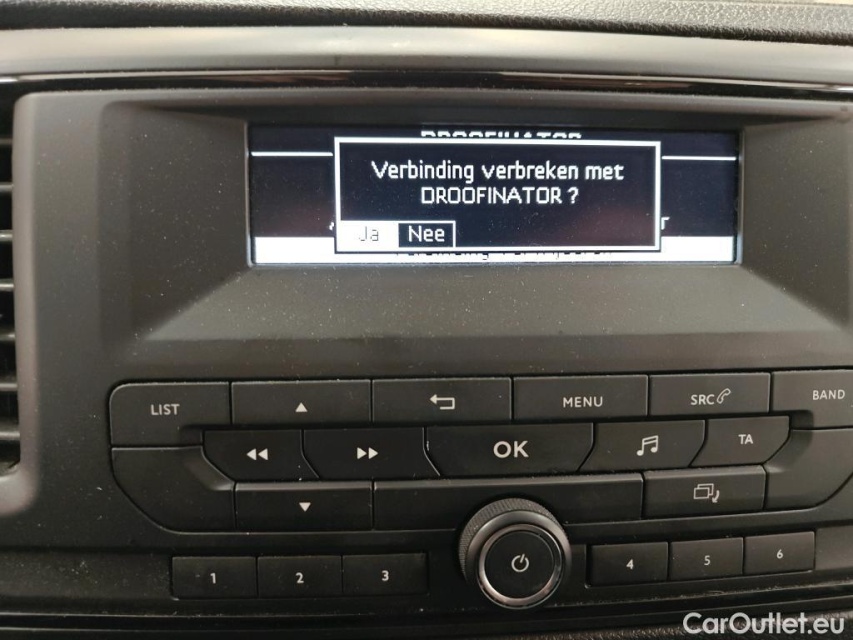 DROOFINATOR
Verbinding verbreken met
DROOFINATOR ?
Ja Nee
LIST
MENU
SRC
BAND
OK
TA
1
2
3
4
5
6
CarOutlet.eu